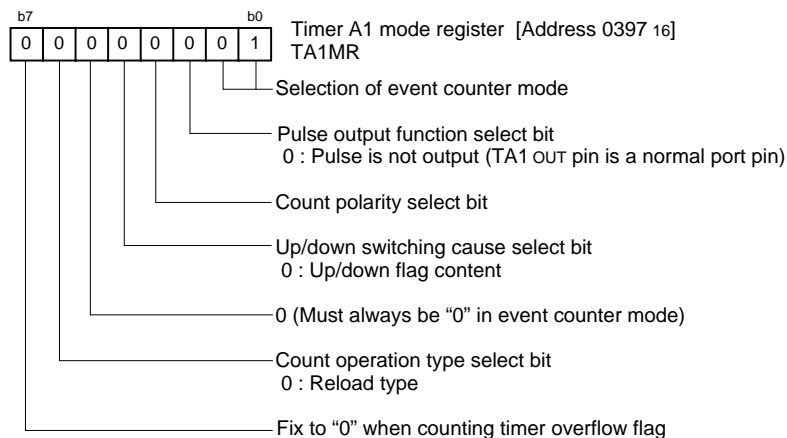 b7 b0
0 0 0 0 0 0 0 1
Timer A1 mode register [Address 0397 16]
TA1MR
Selection of event counter mode
Pulse output function select bit
0 : Pulse is not output (TA1 OUT pin is a normal port pin)
Count polarity select bit
Up/down switching cause select bit
0 : Up/down flag content
0 (Must always be “0” in event counter mode)
Count operation type select bit
0 : Reload type
Fix to “0” when counting timer overflow flag